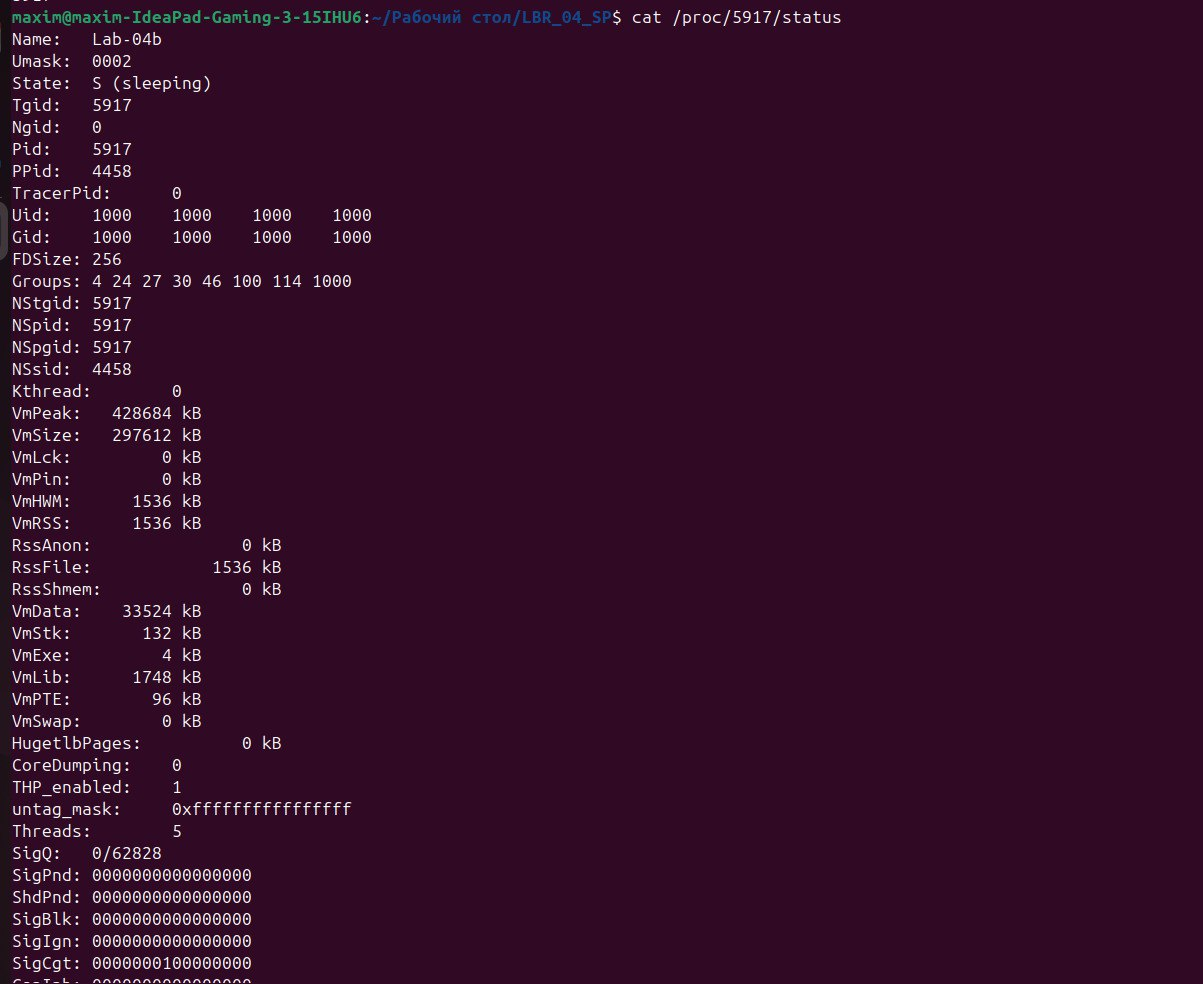 maxim@maxim-IdeaPad-Gaming-3-15IHU6:~/Рабочий стол/LBR_04_SP$ cat /proc/5917/status
Name:	Lab-04b
Umask:	0002
State:	S (sleeping)
Tgid:	5917
Ngid:	0
Pid:	5917
PPid:	4458
TracerPid:	0
Uid:	1000	1000	1000	1000
Gid:	1000	1000	1000	1000
FDSize:	256
Groups:	4 24 27 30 46 100 114 1000
NStgid:	5917
NSpid:	5917
NSpgid:	5917
NSsid:	4458
Kthread:	0
VmPeak:	  428684 kB
VmSize:	  297612 kB
VmLck:	       0 kB
VmPin:	       0 kB
VmHWM:	    1536 kB
VmRSS:	    1536 kB
RssAnon:	       0 kB
RssFile:	    1536 kB
RssShmem:	       0 kB
VmData:	   33524 kB
VmStk:	     132 kB
VmExe:	       4 kB
VmLib:	    1748 kB
VmPTE:	      96 kB
VmSwap:	       0 kB
HugetlbPages:	       0 kB
CoreDumping:	0
THP_enabled:	1
untag_mask:	0xffffffffffffffff
Threads:	5
SigQ:	0/62828
SigPnd:	0000000000000000
ShdPnd:	0000000000000000
SigBlk:	0000000000000000
SigIgn:	0000000000000000
SigCgt:	0000000100000000